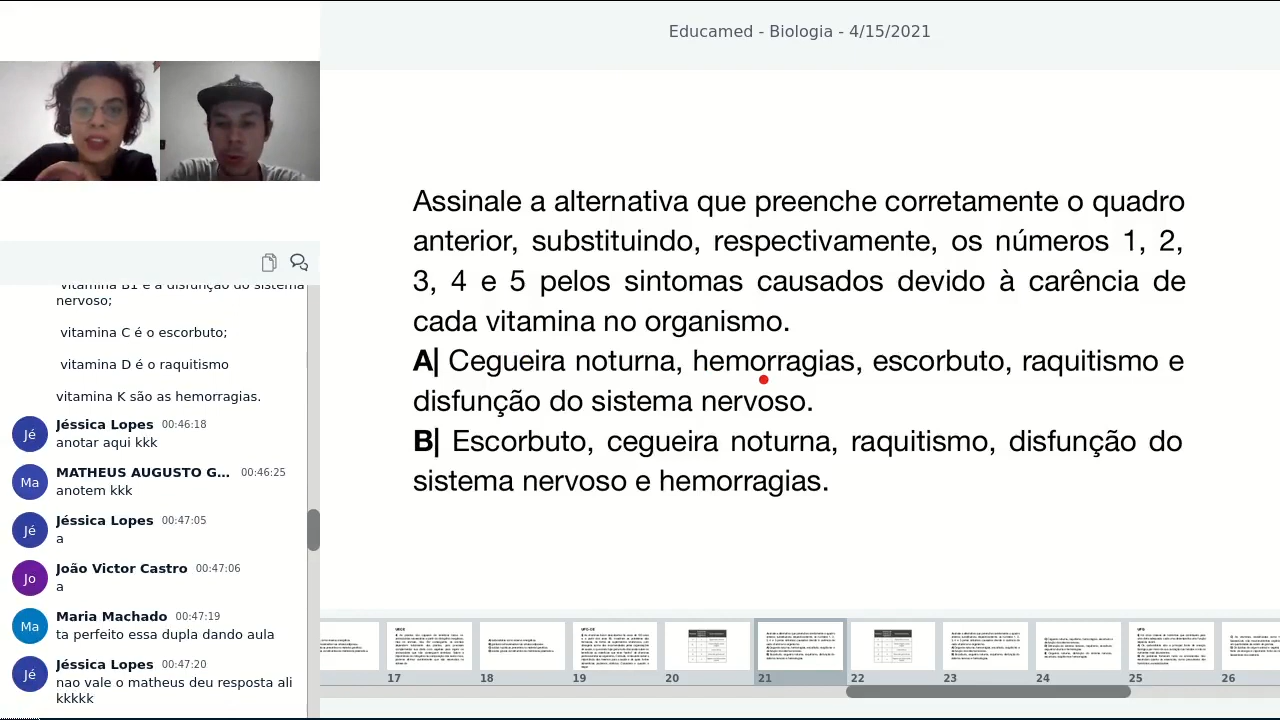 Educamed - Biologia - 4/15/2021
vitamina B1 é a disfunção do sistema
nervoso;
vitamina C é o escorbuto;
vitamina D é o raquitismo
vitamina K são as hemorragias.
Jé
Jéssica Lopes 00:46:18
anotar aqui kkk
Ma
MATHEUS AUGUSTO G... 00:46:25
anotem kkk
Jé
Jéssica Lopes 00:47:05
a
Jo
João Victor Castro 00:47:06
a
Ma
Maria Machado 00:47:19
ta perfeito essa dupla dando aula
Jé
Jéssica Lopes 00:47:20
nao vale o matheus deu resposta ali
kkkkk
Assinale a alternativa que preenche corretamente o quadro
anterior, substituindo, respectivamente, os números 1, 2,
3, 4 e 5 pelos sintomas causados devido à carência de
cada vitamina no organismo.
A| Cegueira noturna, hemorragias, escorbuto, raquitismo e
disfunção do sistema nervoso.
B| Escorbuto, cegueira noturna, raquitismo, disfunção do
sistema nervoso e hemorragias.
17
18
19
20
21
22
23
24
25
26